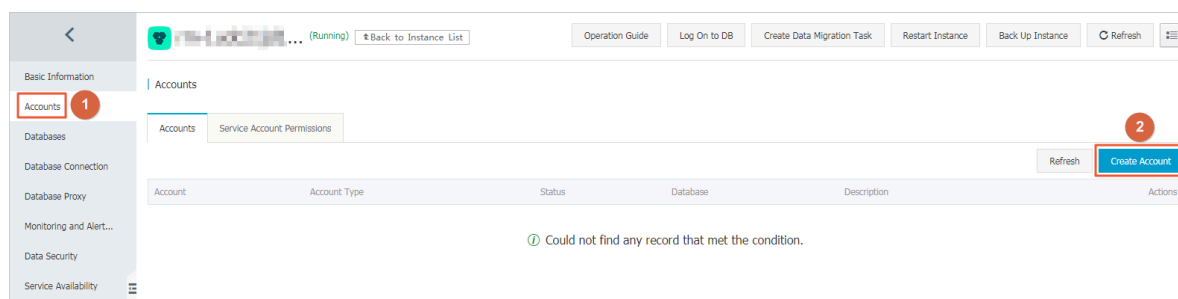 ... (Running) Back to Instance List Operation Guide Log On to DB Create Data Migration Task Restart Instance Back Up Instance Refresh
Basic Information
Accounts
Accounts 1
Accounts Service Account Permissions 2
Databases
Database Connection Refresh Create Account
Database Proxy Account Account Type Status Database Description Actions
Monitoring and Alert...
Could not find any record that met the condition.
Data Security
Service Availability